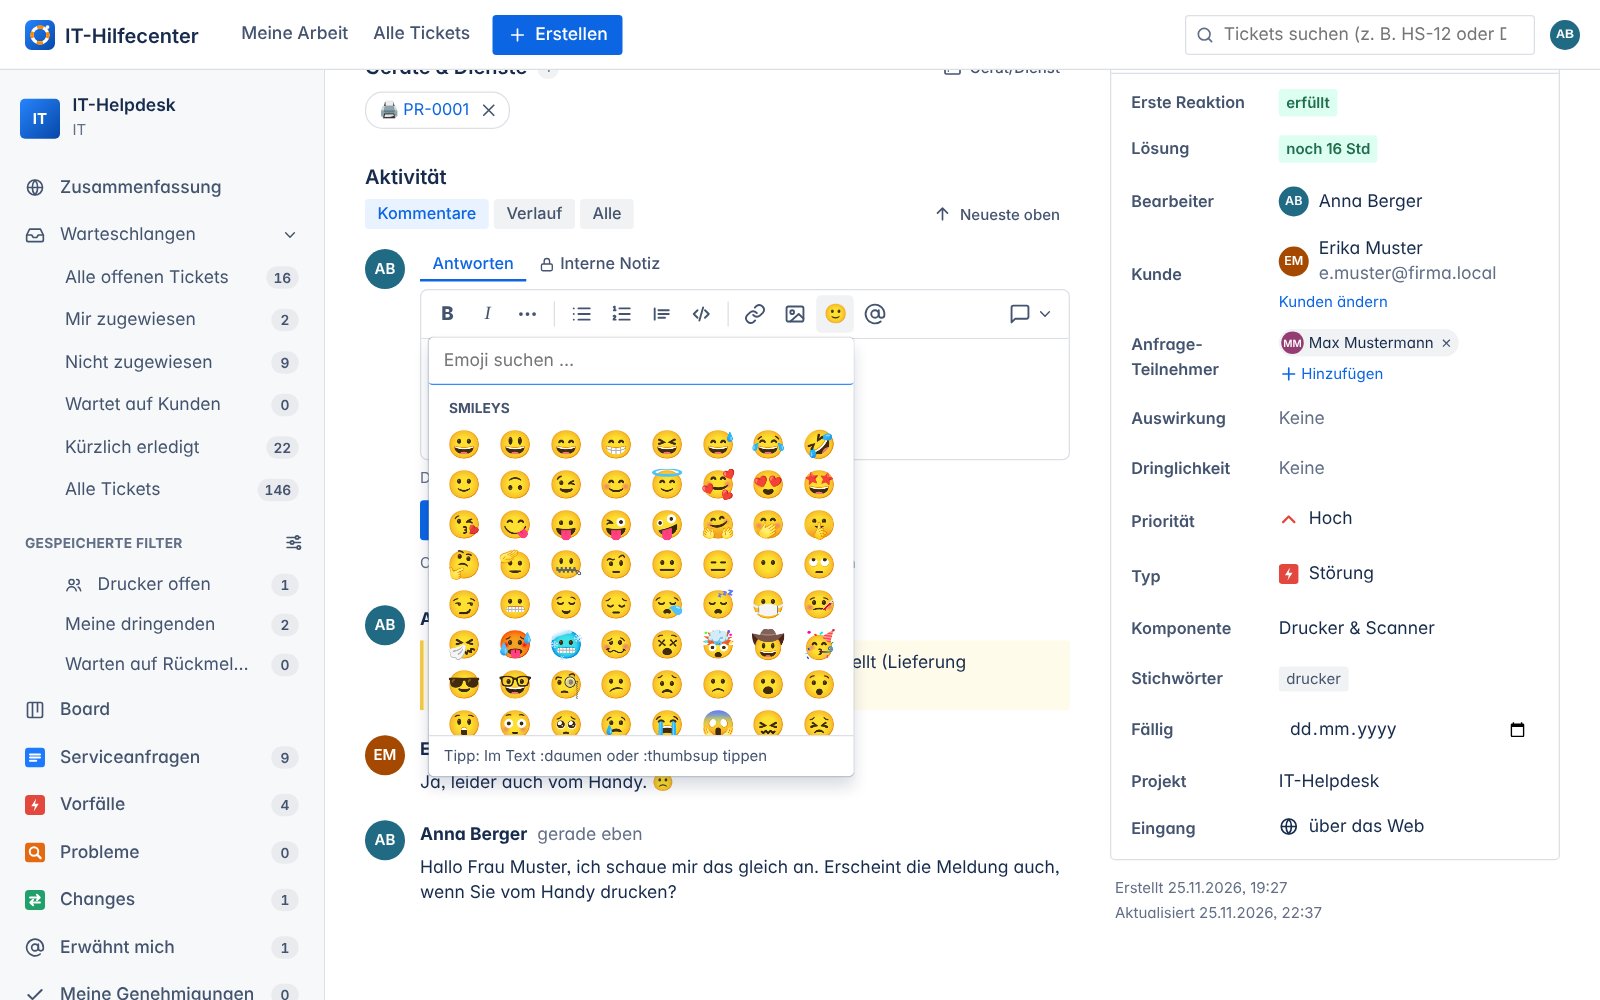 IT-Hilfecenter
Meine Arbeit
Alle Tickets
Erstellen
Tickets suchen (z. B. HS-12 oder D
AB
IT
IT-Helpdesk
IT
Zusammenfassung
Warteschlangen
Alle offenen Tickets 16
Mir zugewiesen 2
Nicht zugewiesen 9
Wartet auf Kunden 0
Kürzlich erledigt 22
Alle Tickets 146
GESPEICHERTE FILTER
Drucker offen 1
Meine dringenden 2
Warten auf Rückmel... 0
Board
Serviceanfragen 9
Vorfälle 4
Probleme 0
Changes 1
Erwähnt mich 1
Meine Genehmigungen 0
Geräte & Dienste
Gerät/Dienst
PR-0001
Aktivität
Kommentare Verlauf Alle
Neueste oben
AB
Antworten
Interne Notiz
B I
Emoji suchen ...
SMILEYS
Tipp: Im Text :daumen oder :thumbsup tippen
AB
ellt (Lieferung
EM
Ja, leider auch vom Handy. 🙁
AB
Anna Berger gerade eben
Hallo Frau Muster, ich schaue mir das gleich an. Erscheint die Meldung auch,
wenn Sie vom Handy drucken?
Erste Reaktion erfüllt
Lösung noch 16 Std
Bearbeiter AB Anna Berger
Kunde EM Erika Muster
e.muster@firma.local
Kunden ändern
Anfrage-
Teilnehmer
MM Max Mustermann
Hinzufügen
Auswirkung Keine
Dringlichkeit Keine
Priorität Hoch
Typ Störung
Komponente Drucker & Scanner
Stichwörter drucker
Fällig dd.mm.yyyy
Projekt IT-Helpdesk
Eingang über das Web
Erstellt 25.11.2026, 19:27
Aktualisiert 25.11.2026, 22:37